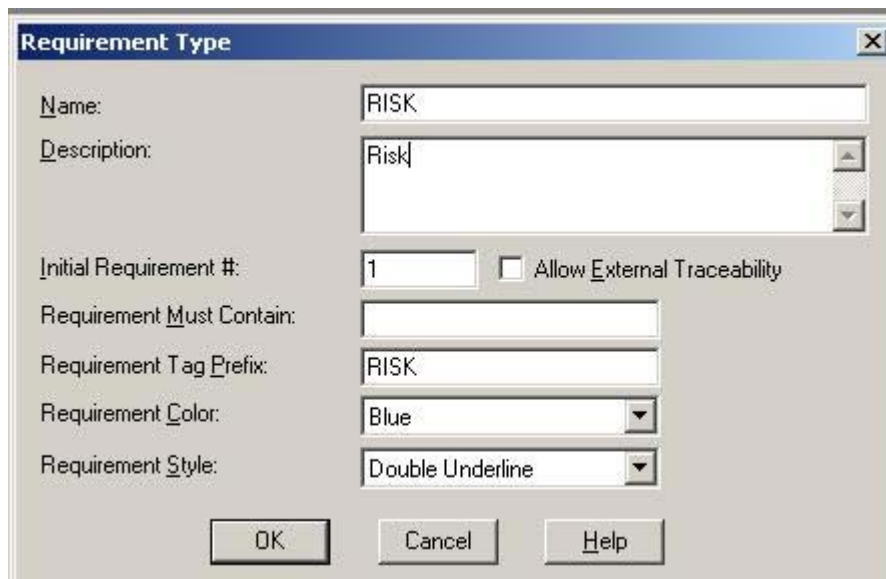 Requirement Type
Name: RISK
Description: Risk
Initial Requirement #: 1 Allow External Traceability
Requirement Must Contain:
Requirement Tag Prefix: RISK
Requirement Color: Blue
Requirement Style: Double Underline
OK Cancel Help